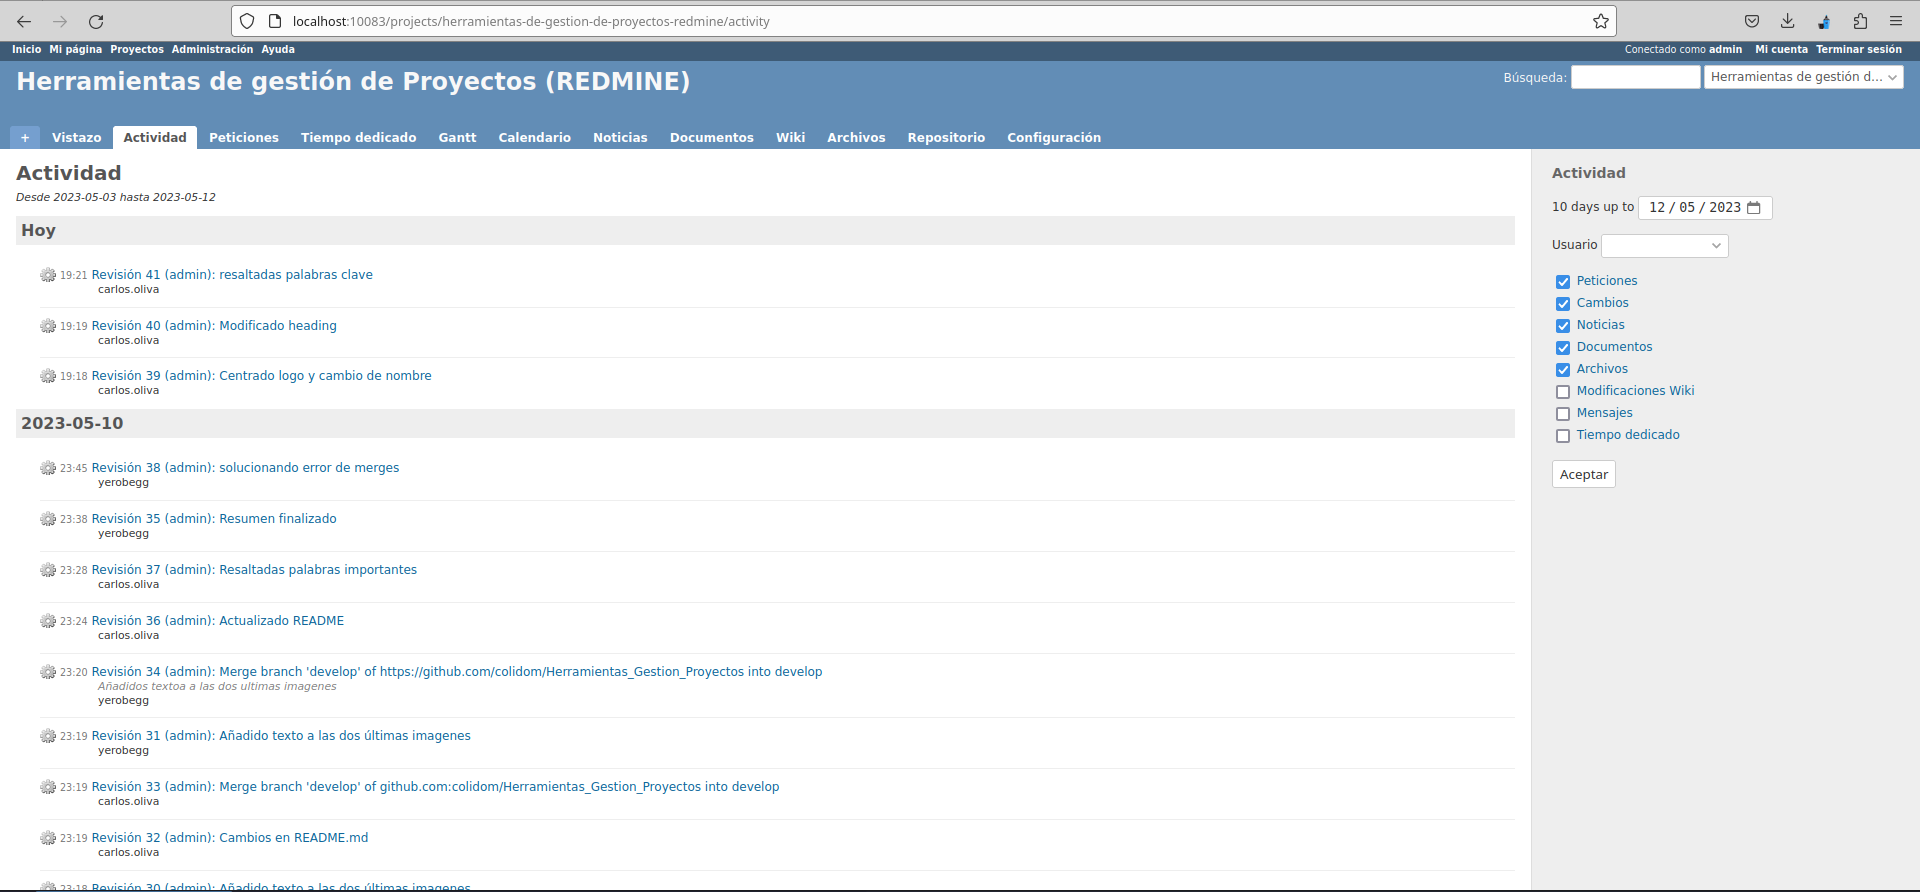 localhost:10083/projects/herramientas-de-gestion-de-proyectos-redmine/activity
Inicio Mi página Proyectos Administración Ayuda
Conectado como admin Mi cuenta Terminar sesión
Herramientas de gestión de Proyectos (REDMINE)
Búsqueda: Herramientas de gestión d...
+ Vistazo Actividad Peticiones Tiempo dedicado Gantt Calendario Noticias Documentos Wiki Archivos Repositorio Configuración
Actividad
Desde 2023-05-03 hasta 2023-05-12
Hoy
19:21 Revisión 41 (admin): resaltadas palabras clave
carlos.oliva
19:19 Revisión 40 (admin): Modificado heading
carlos.oliva
19:18 Revisión 39 (admin): Centrado logo y cambio de nombre
carlos.oliva
2023-05-10
23:45 Revisión 38 (admin): solucionando error de merges
yerobegg
23:38 Revisión 35 (admin): Resumen finalizado
yerobegg
23:28 Revisión 37 (admin): Resaltadas palabras importantes
carlos.oliva
23:24 Revisión 36 (admin): Actualizado README
carlos.oliva
23:20 Revisión 34 (admin): Merge branch 'develop' of https://github.com/colidom/Herramientas_Gestion_Proyectos into develop
Añadidos textoa a las dos ultimas imagenes
yerobegg
23:19 Revisión 31 (admin): Añadido texto a las dos últimas imagenes
yerobegg
23:19 Revisión 33 (admin): Merge branch 'develop' of github.com:colidom/Herramientas_Gestion_Proyectos into develop
carlos.oliva
23:19 Revisión 32 (admin): Cambios en README.md
carlos.oliva
23:18 Revisión 30 (admin): Añadido texto a las dos últimas imagenes
Actividad
10 days up to 12/05/2023
Usuario
Peticiones
Cambios
Noticias
Documentos
Archivos
Modificaciones Wiki
Mensajes
Tiempo dedicado
Aceptar